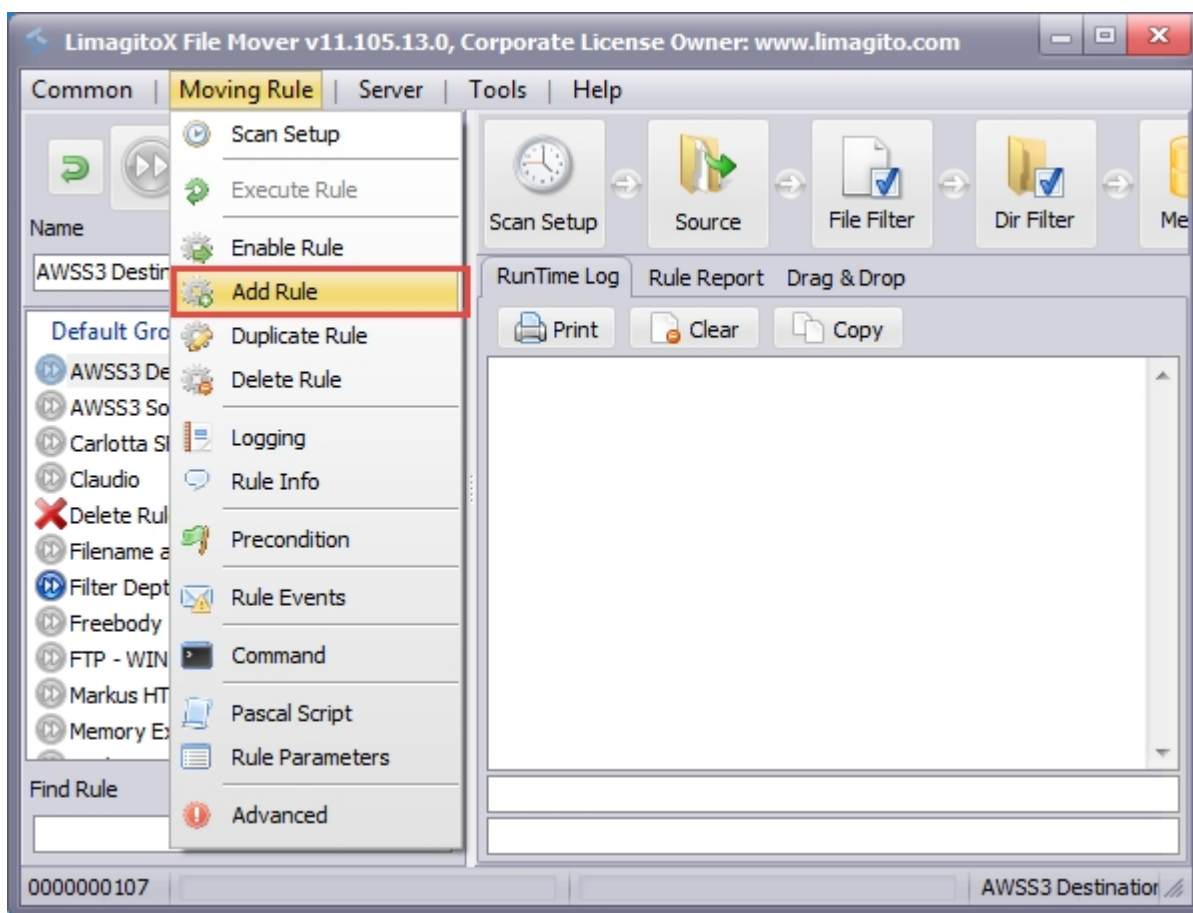 LimagitoX File Mover v11.105.13.0, Corporate License Owner: www.limagito.com
Common | Moving Rule | Server | Tools | Help
Scan Setup
Execute Rule
Enable Rule
Add Rule
Duplicate Rule
Delete Rule
Logging
Rule Info
Precondition
Rule Events
Command
Pascal Script
Rule Parameters
Advanced
Name
AWSS3 Destin
Default Gro
AWSS3 De
AWSS3 So
Carlotta
Claudio
Delete Rul
Filename a
Filter Dept
Freebody
FTP - WIN
Markus HT
Memory
Find Rule
Scan Setup
Source
File Filter
Dir Filter
Me
RunTime Log
Rule Report
Drag & Drop
Print
Clear
Copy
0000000107
AWSS3 Destination